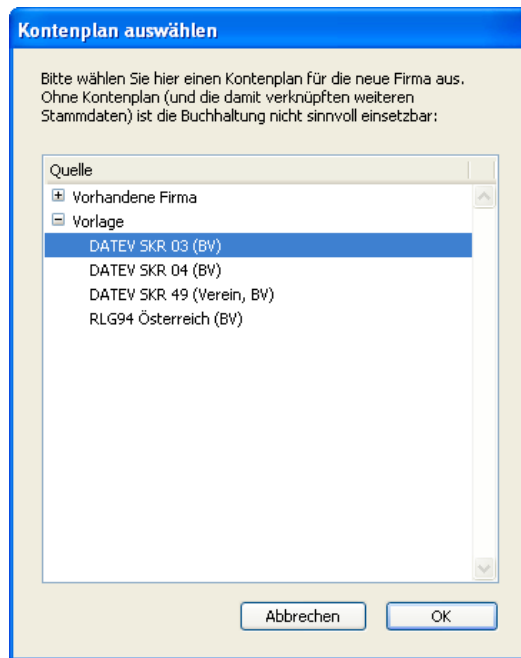 Kontenplan auswählen
Bitte wählen Sie hier einen Kontenplan für die neue Firma aus.
Ohne Kontenplan (und die damit verknüpften weiteren
Stammdaten) ist die Buchhaltung nicht sinnvoll einsetzbar:
Quelle
Vorhandene Firma
Vorlage
DATEV SKR 03 (BV)
DATEV SKR 04 (BV)
DATEV SKR 49 (Verein, BV)
RLG94 Österreich (BV)
Abbrechen OK